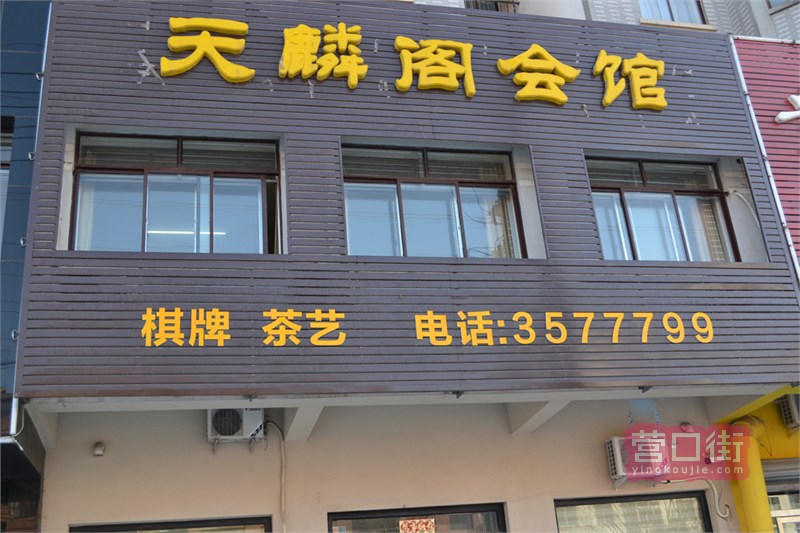 天麟阁会馆
棋牌 茶艺 电话:3577799
营口街
yingkoujie.com